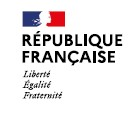 RÉPUBLIQUE
FRANÇAISE
Liberté
Égalité
Fraternité